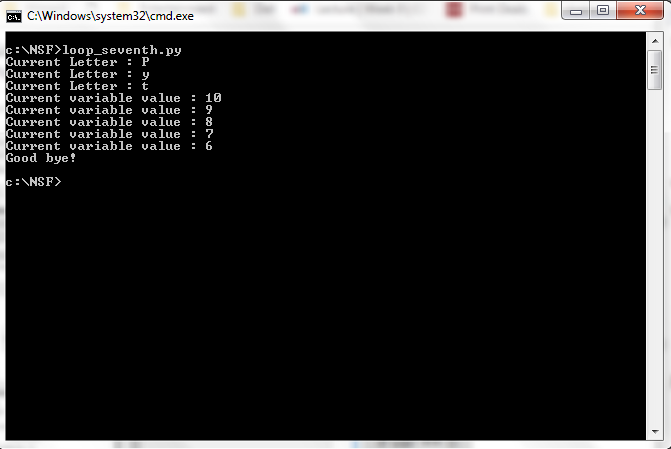 C:\Windows\system32\cmd.exe
c:\NSF>loop_seventh.py
Current Letter : P
Current Letter : y
Current Letter : t
Current variable value : 10
Current variable value : 9
Current variable value : 8
Current variable value : 7
Current variable value : 6
Good bye!
c:\NSF>